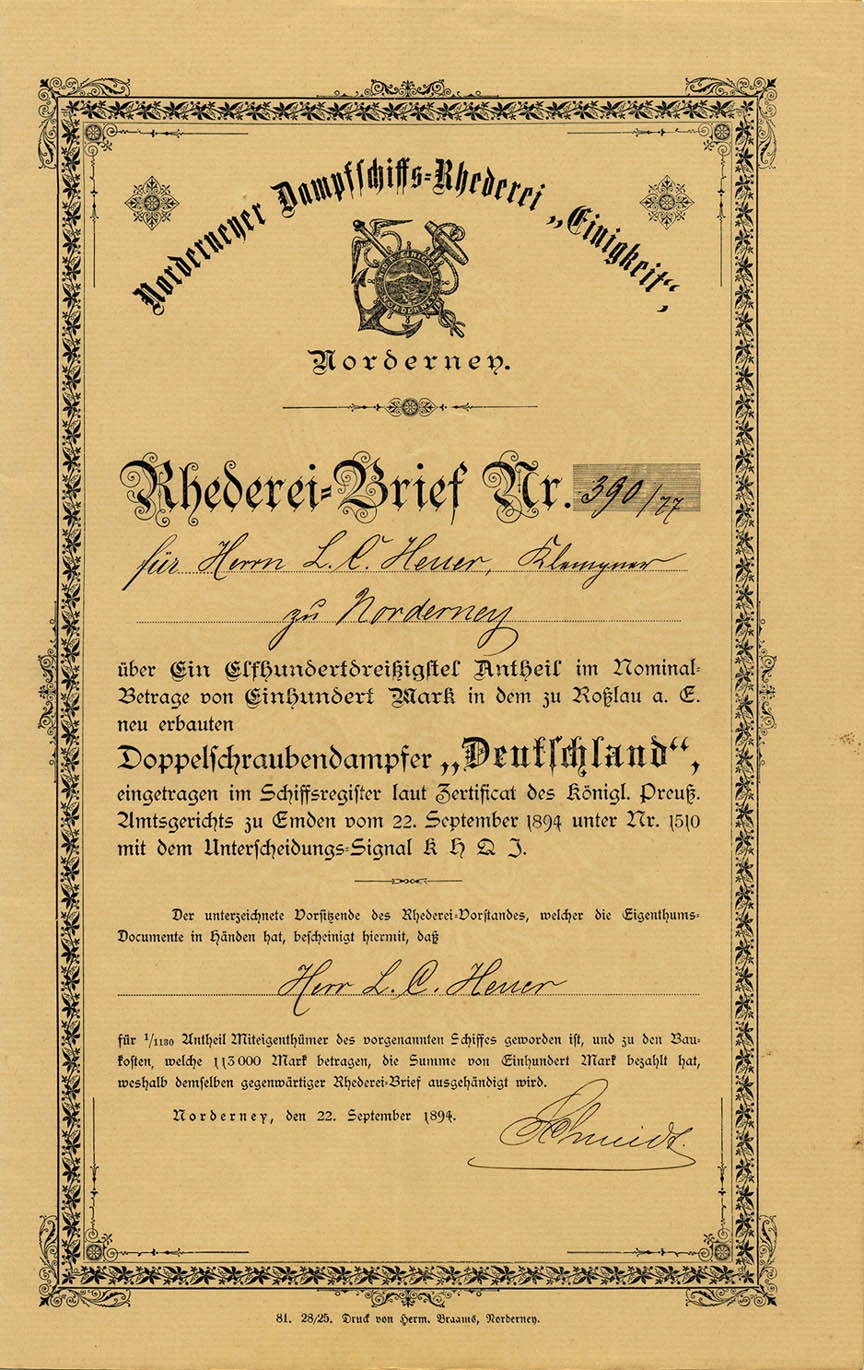 Norderneyer Dampfschiffs-Rhederei „Einigkeit“,
Norderney.
Rhederei-Brief Nr. 390/77
für Herrn L. C. Heuer, Klempner
zu Norderney
über Ein Elfhundertdreißigstel Antheil im Nominal-
Betrage von Einhundert Mark in dem zu Roßlau a. E.
neu erbauten
Doppelschraubendampfer „Deutschland“,
eingetragen im Schiffsregister laut Zertificat des Königl. Preuß.
Amtsgerichts zu Emden vom 22. September 1894 unter Nr. 1510
mit dem Unterscheidungs-Signal K H Q J.
Der unterzeichnete Vorsitzende des Rhederei-Vorstandes, welcher die Eigenthums-
Documente in Händen hat, bescheinigt hiermit, daß
Herr L. C. Heuer
für 1/1130 Antheil Miteigenthümer des vorgenannten Schiffes geworden ist, und zu den Bau-
kosten, welche 113 000 Mark betragen, die Summe von Einhundert Mark bezahlt hat,
weshalb demselben gegenwärtiger Rhederei-Brief ausgehändigt wird.
Norderney, den 22. September 1894.
Schmidt.
81. 28/25. Druck von Herm. Braams, Norderney.